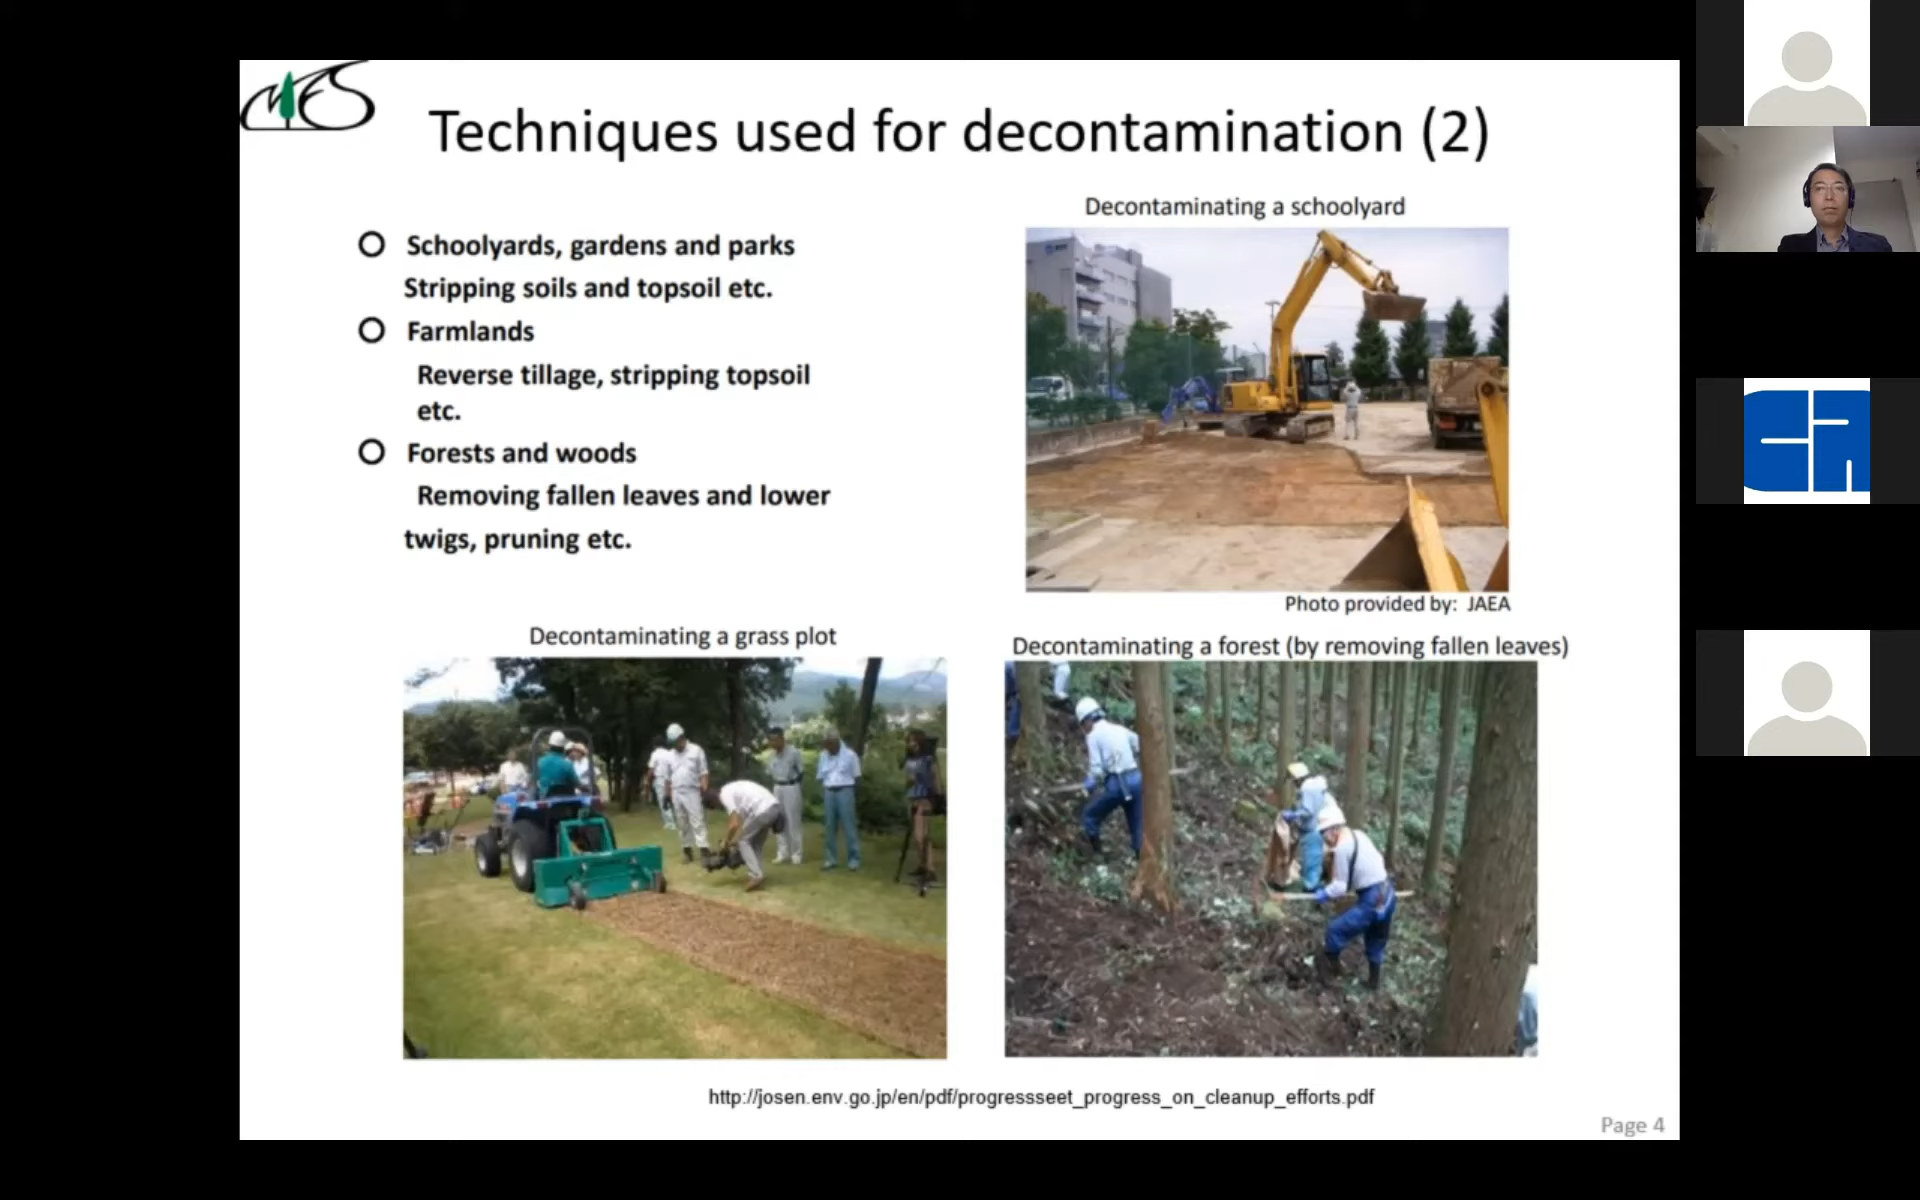 MES
Techniques used for decontamination (2)
Schoolyards, gardens and parks
Stripping soils and topsoil etc.
Farmlands
Reverse tillage, stripping topsoil
etc.
Forests and woods
Removing fallen leaves and lower
twigs, pruning etc.
Decontaminating a schoolyard
Photo provided by: JAEA
Decontaminating a grass plot
Decontaminating a forest (by removing fallen leaves)
http://josen.env.go.jp/en/pdf/progressseet_progress_on_cleanup_efforts.pdf
Page 4